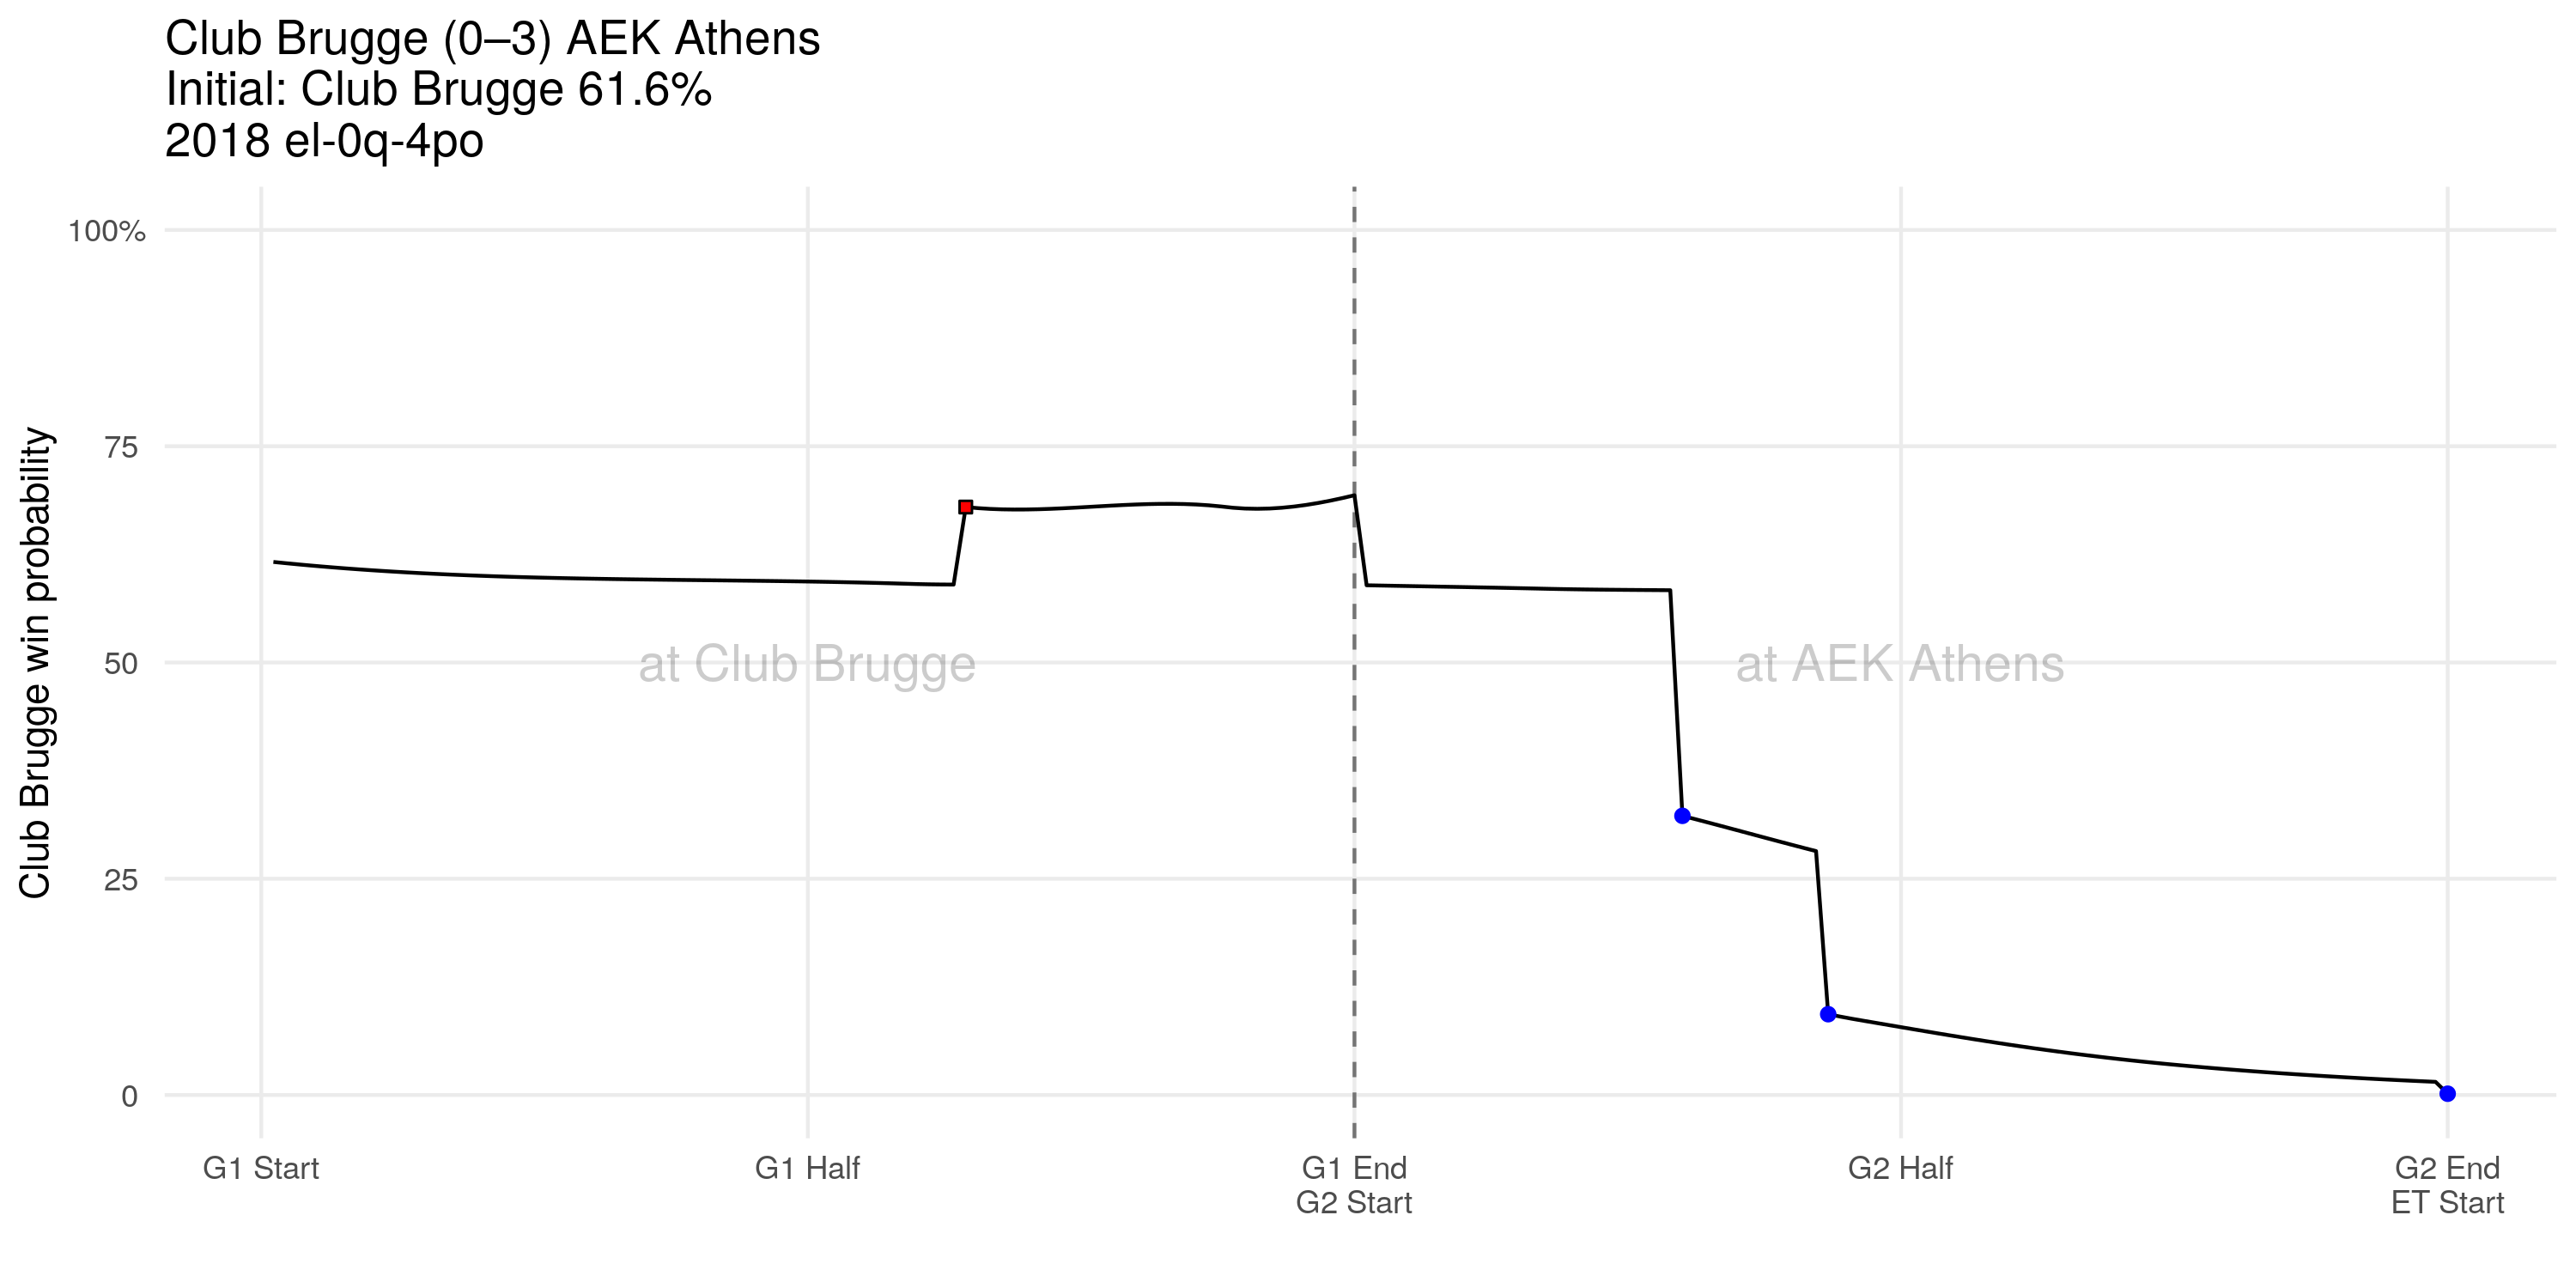 Club Brugge (0–3) AEK Athens
Initial: Club Brugge 61.6%
2018 el-0q-4po
Club Brugge win probability
100%
75
50
25
0
at Club Brugge
at AEK Athens
G1 Start
G1 Half
G1 End
G2 Start
G2 Half
G2 End
ET Start